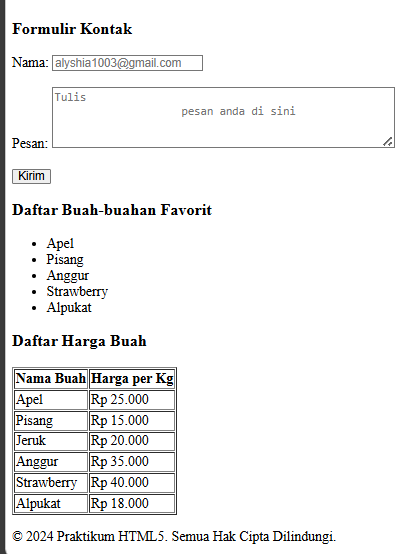 Formulir Kontak
Nama: alyshia1003@gmail.com
Tulis
pesan anda di sini
Pesan:
Kirim
Daftar Buah-buahan Favorit
Apel
Pisang
Anggur
Strawberry
Alpukat
Daftar Harga Buah
Nama Buah Harga per Kg
Apel Rp 25.000
Pisang Rp 15.000
Jeruk Rp 20.000
Anggur Rp 35.000
Strawberry Rp 40.000
Alpukat Rp 18.000
© 2024 Praktikum HTML5. Semua Hak Cipta Dilindungi.